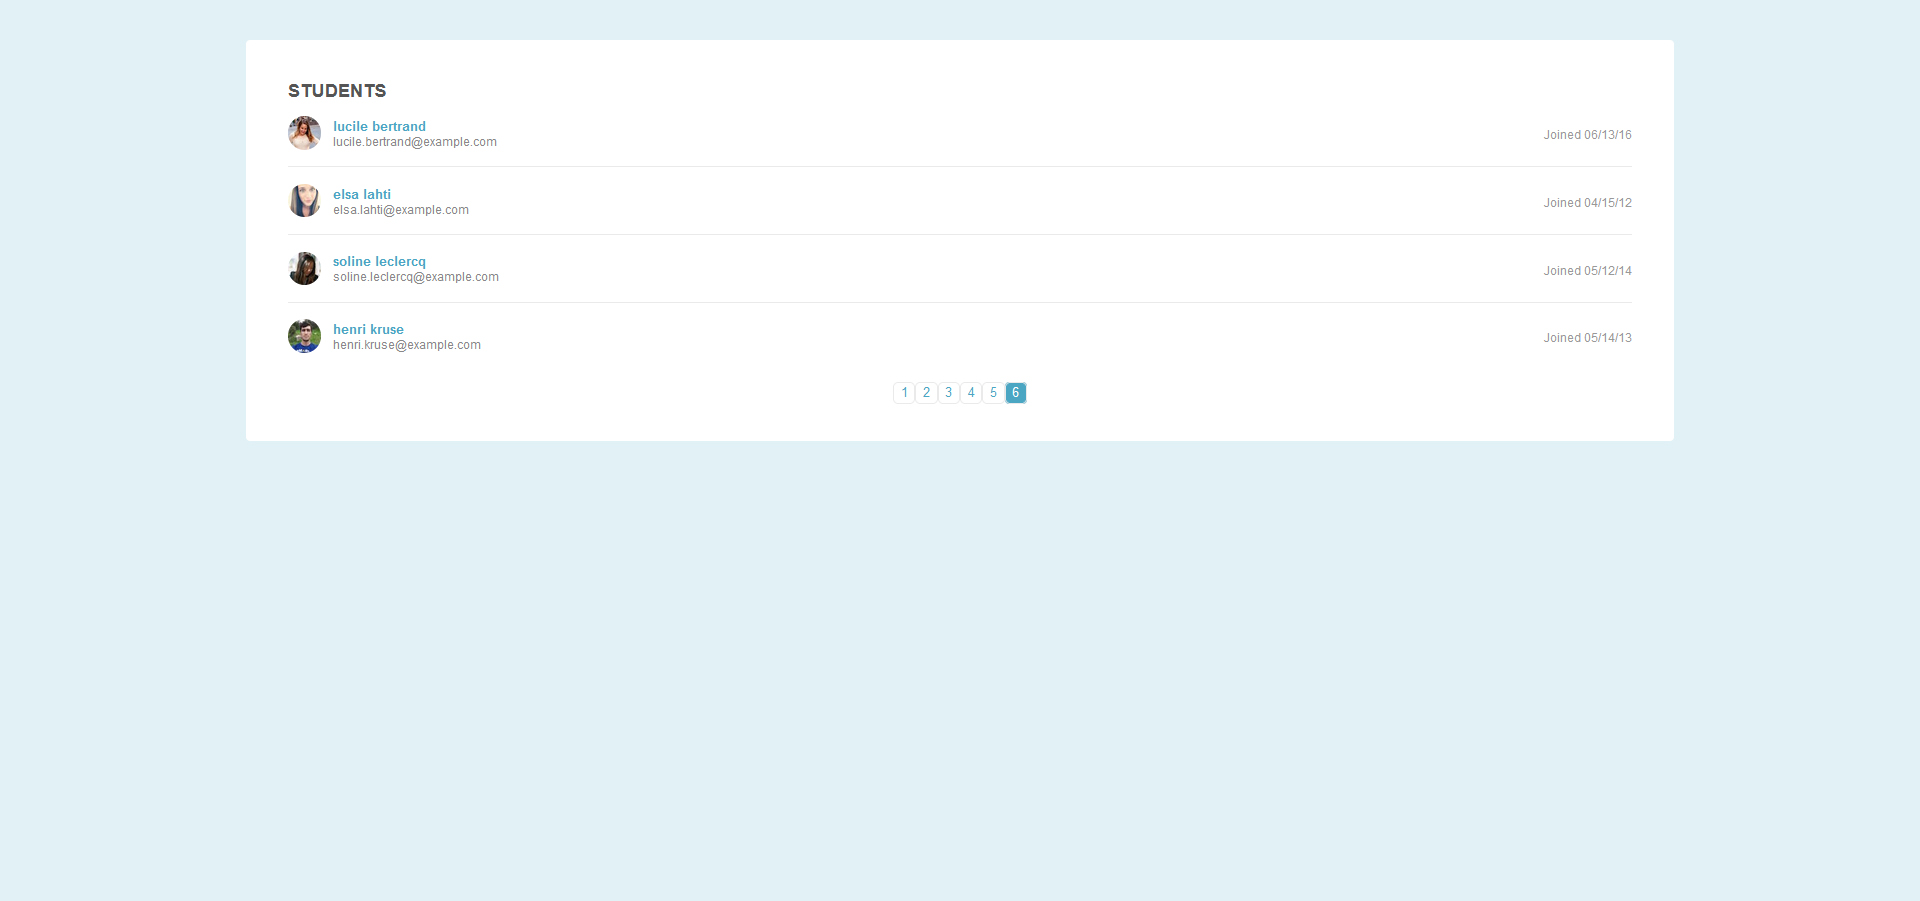 STUDENTS
lucile bertrand
lucile.bertrand@example.com
Joined 06/13/16
elsa lahti
elsa.lahti@example.com
Joined 04/15/12
soline leclercq
soline.leclercq@example.com
Joined 05/12/14
henri kruse
henri.kruse@example.com
Joined 05/14/13
1 2 3 4 5 6